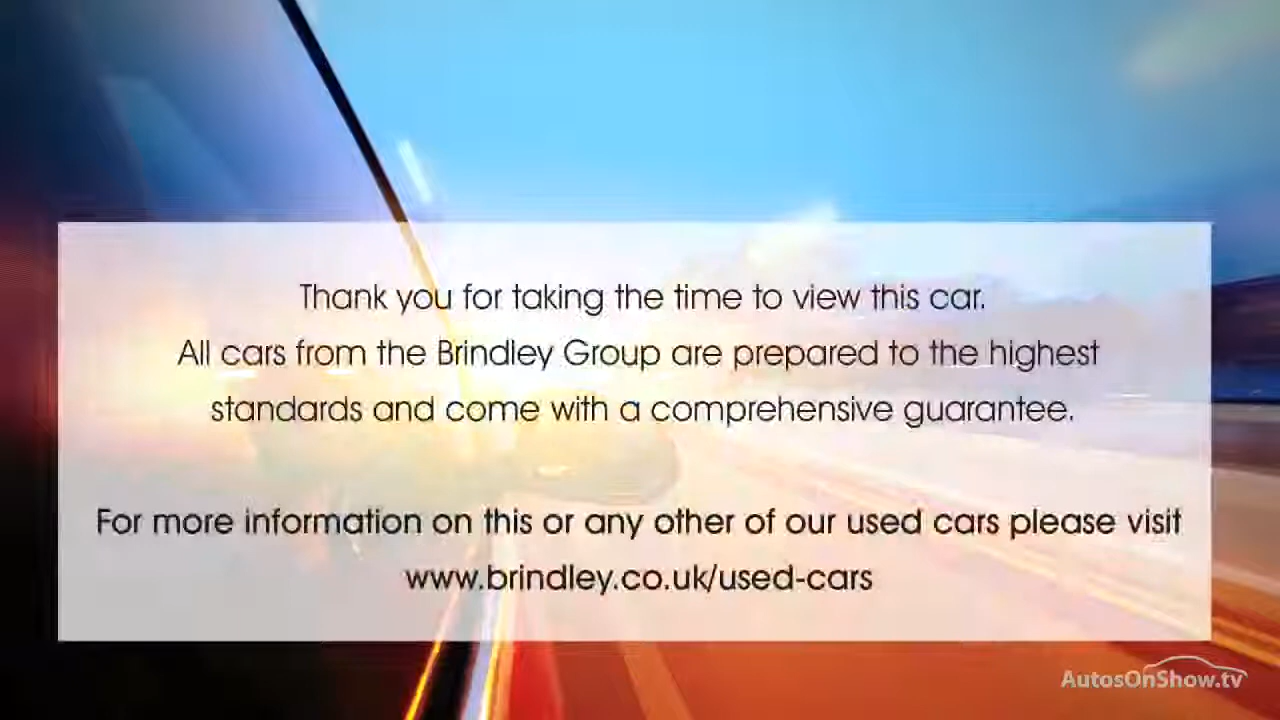 Thank you for taking the time to view this car.
All cars from the Brindley Group are prepared to the highest
standards and come with a comprehensive guarantee.
For more information on this or any other of our used cars please visit
www.brindley.co.uk/used-cars
AutosOnShow.tv